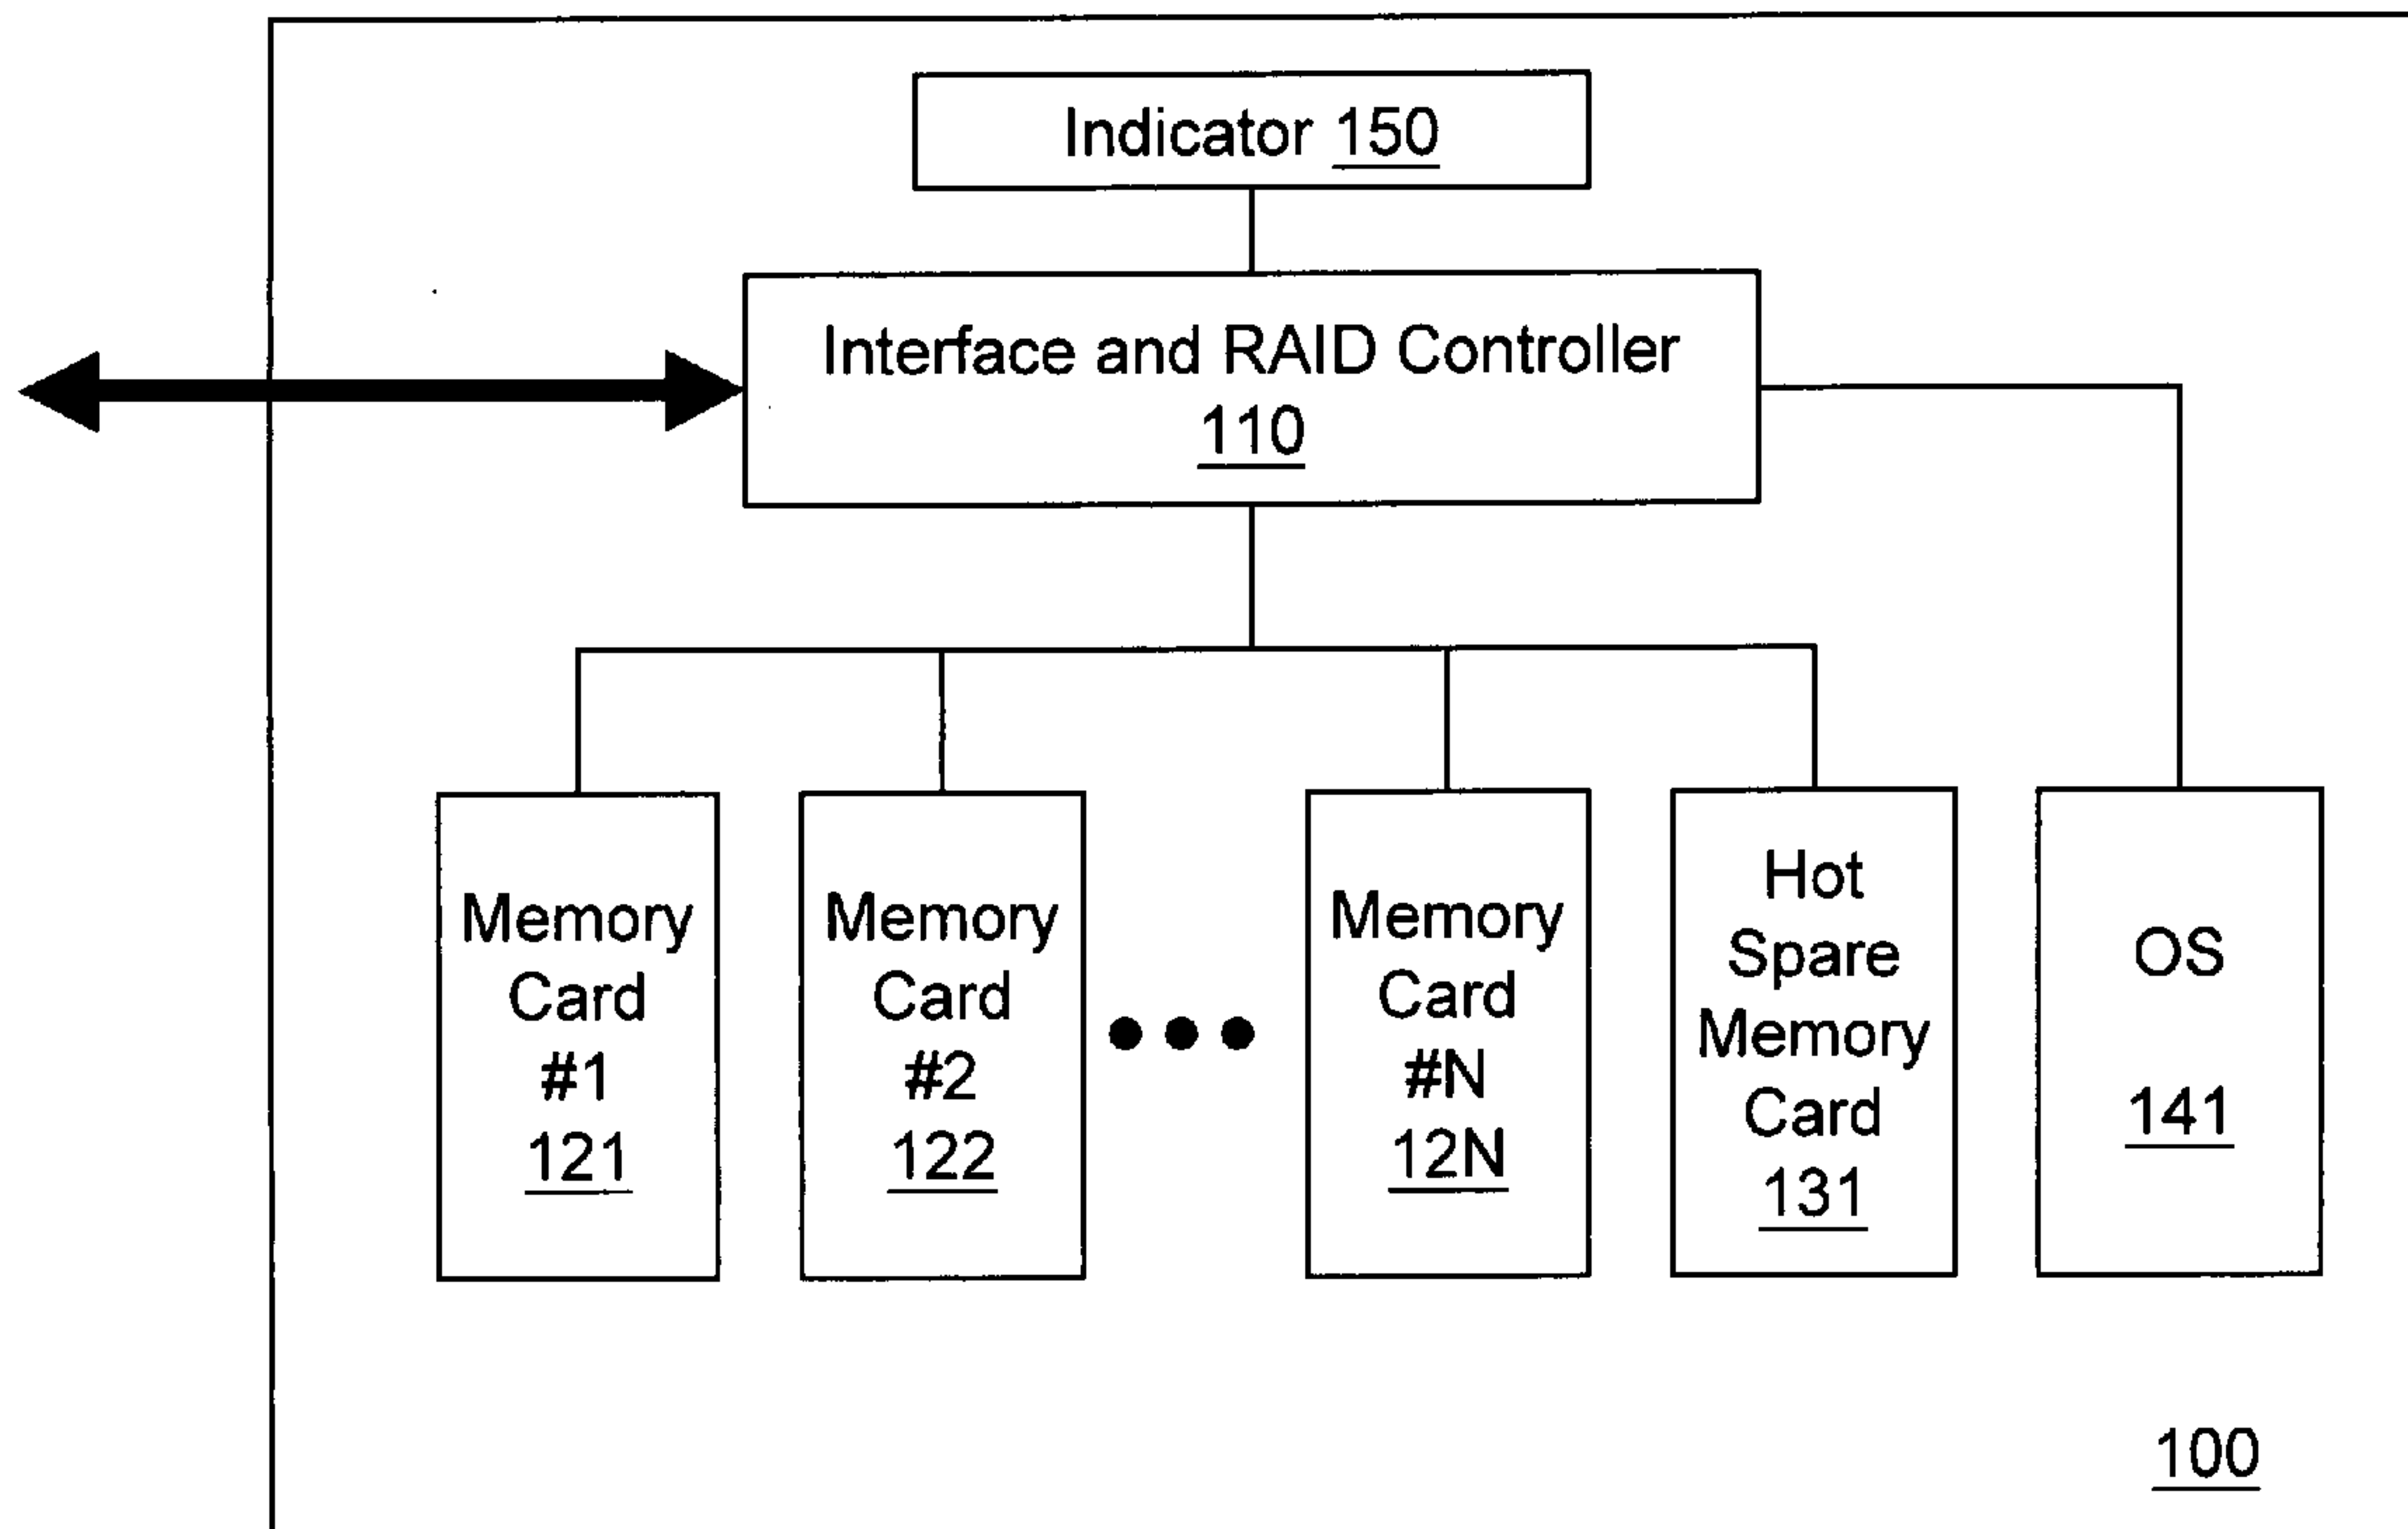 Indicator 150
Interface and RAID Controller
110
Memory
Card
#1
121
Memory
Card
#2
122
Memory
Card
#N
12N
Hot
Spare
Memory
Card
131
OS
141
100